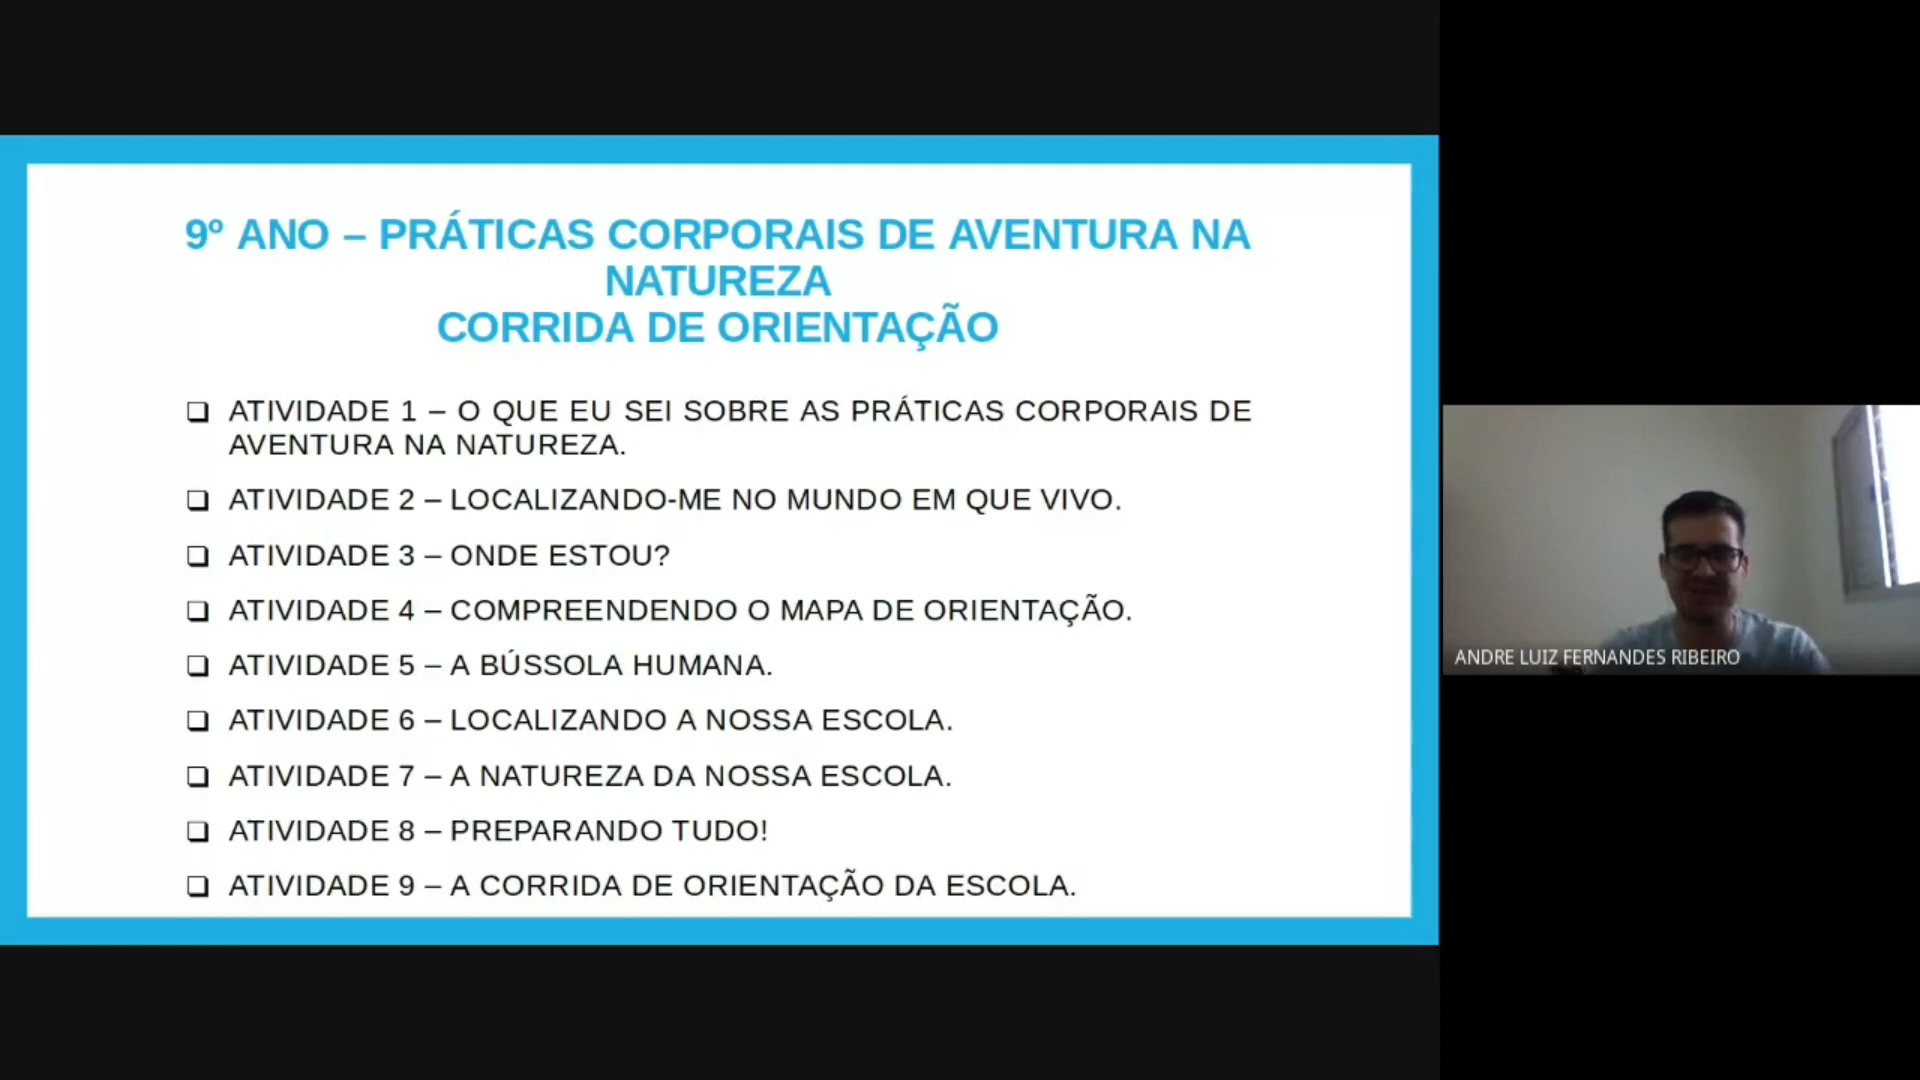 9º ANO – PRÁTICAS CORPORAIS DE AVENTURA NA
NATUREZA
CORRIDA DE ORIENTAÇÃO
ATIVIDADE 1 – O QUE EU SEI SOBRE AS PRÁTICAS CORPORAIS DE
AVENTURA NA NATUREZA.
ATIVIDADE 2 – LOCALIZANDO-ME NO MUNDO EM QUE VIVO.
ATIVIDADE 3 – ONDE ESTOU?
ATIVIDADE 4 – COMPREENDENDO O MAPA DE ORIENTAÇÃO.
ATIVIDADE 5 – A BÚSSOLA HUMANA.
ATIVIDADE 6 – LOCALIZANDO A NOSSA ESCOLA.
ATIVIDADE 7 – A NATUREZA DA NOSSA ESCOLA.
ATIVIDADE 8 – PREPARANDO TUDO!
ATIVIDADE 9 – A CORRIDA DE ORIENTAÇÃO DA ESCOLA.
ANDRE LUIZ FERNANDES RIBEIRO